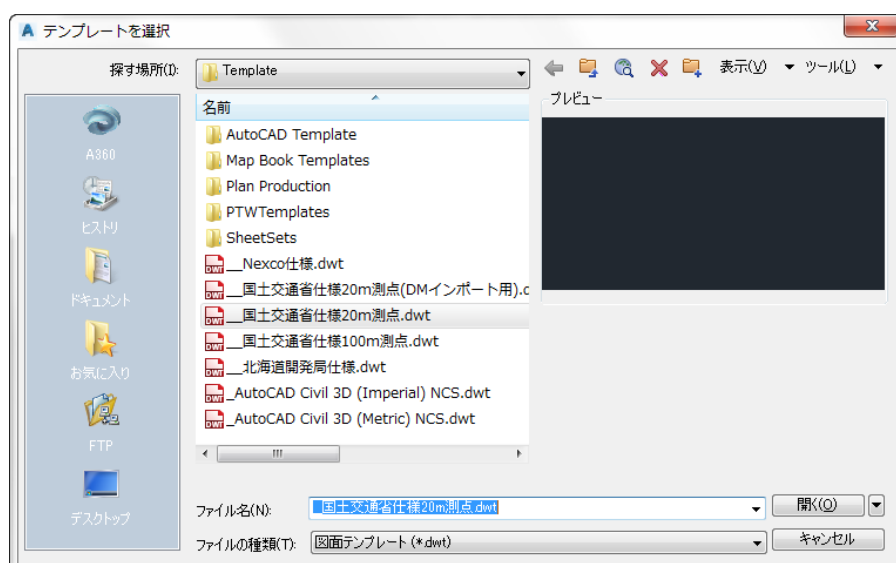 テンプレートを選択
探す場所(I):
Template
表示(V)
ツール(L)
プレビュー
A360
ヒストリ
ドキュメント
お気に入り
FTP
デスクトップ
名前
AutoCAD Template
Map Book Templates
Plan Production
PTWTemplates
SheetSets
__Nexco仕様.dwt
__国土交通省仕様20m測点(DMインポート用).d
__国土交通省仕様20m測点.dwt
__国土交通省仕様100m測点.dwt
__北海道開発局仕様.dwt
_AutoCAD Civil 3D (Imperial) NCS.dwt
_AutoCAD Civil 3D (Metric) NCS.dwt
ファイル名(N):
__国土交通省仕様20m測点.dwt
開く(O)
ファイルの種類(T):
図面テンプレート (*.dwt)
キャンセル